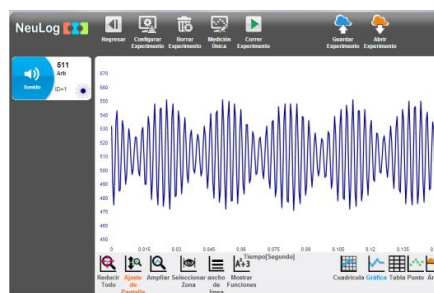 NeuLog
Regresar
Configurar
Experimento
Borrar
Experimento
Medición
Única
Correr
Experimento
Guardar
Experimento
Abrir
Experimento
Sonido
511
Arb
ID=1
570
560
550
540
530
520
510
500
490
480
470
460
450
0 0.015 0.03 0.045 0.06 0.075 0.09 0.105 0.12 0.135
Tiempo[Segundo]
Reducir
Todo
Ajuste
de
Pantalla
Ampliar
Seleccionar
Zona
ancho
de
línea
Mostrar
Funciones
Cuadrícula
Gráfica
Tabla
Punto